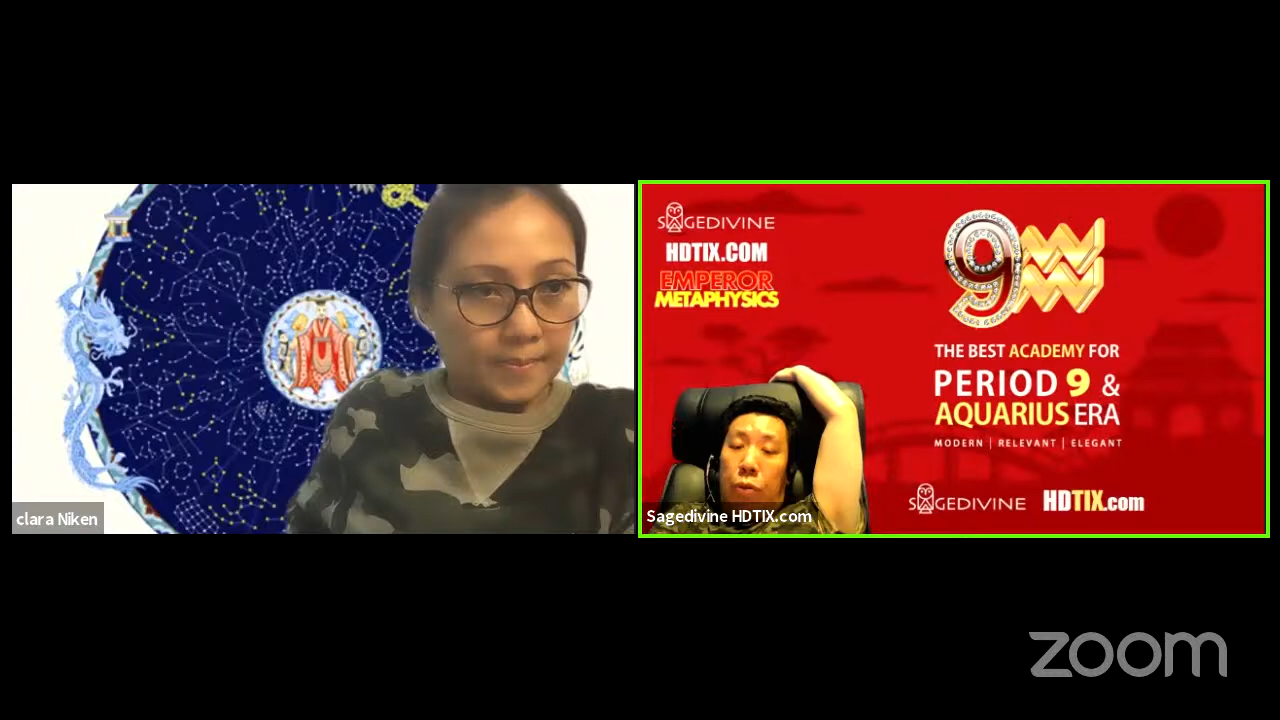 clara Niken
SAGEDIVINE
HDTIX.COM
EMPEROR
METAPHYSICS
9
THE BEST ACADEMY FOR
PERIOD 9 &
AQUARIUS ERA
MODERN | RELEVANT | ELEGANT
SAGEDIVINE HDTIX.com
Sagedivine HDTIX.com
zoom